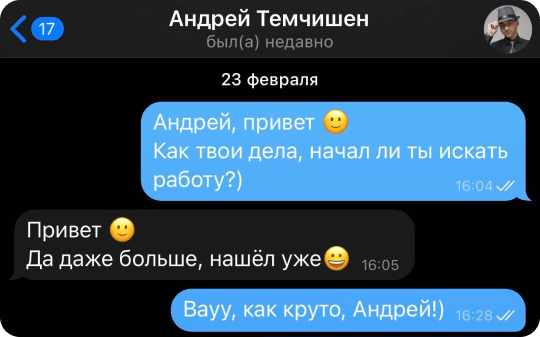 17
Андрей Темчишен
был(а) недавно
23 февраля
Андрей, привет 🙂
Как твои дела, начал ли ты искать
работу?)
16:04
Привет 🙂
Да даже больше, нашёл уже😀
16:05
Вауу, как круто, Андрей!)
16:28